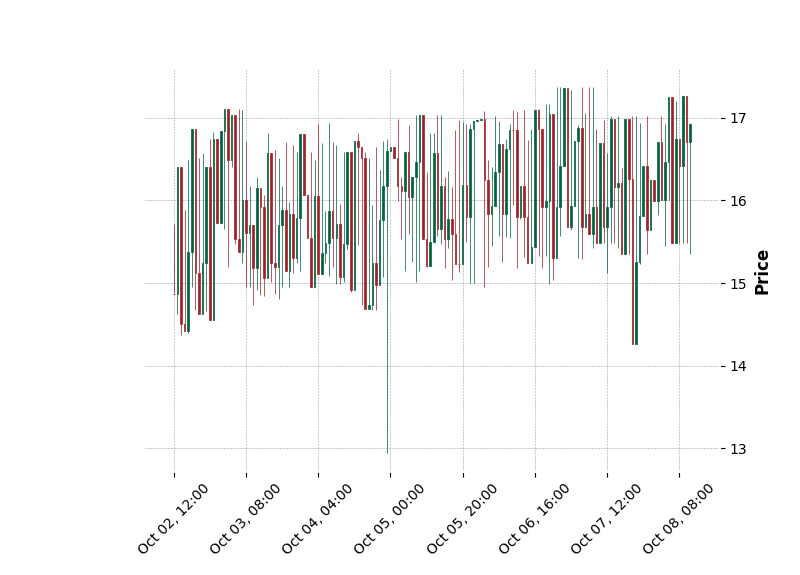 17
16
15
14
13
Price
Oct 02, 12:00
Oct 03, 08:00
Oct 04, 04:00
Oct 05, 00:00
Oct 05, 20:00
Oct 06, 16:00
Oct 07, 12:00
Oct 08, 08:00